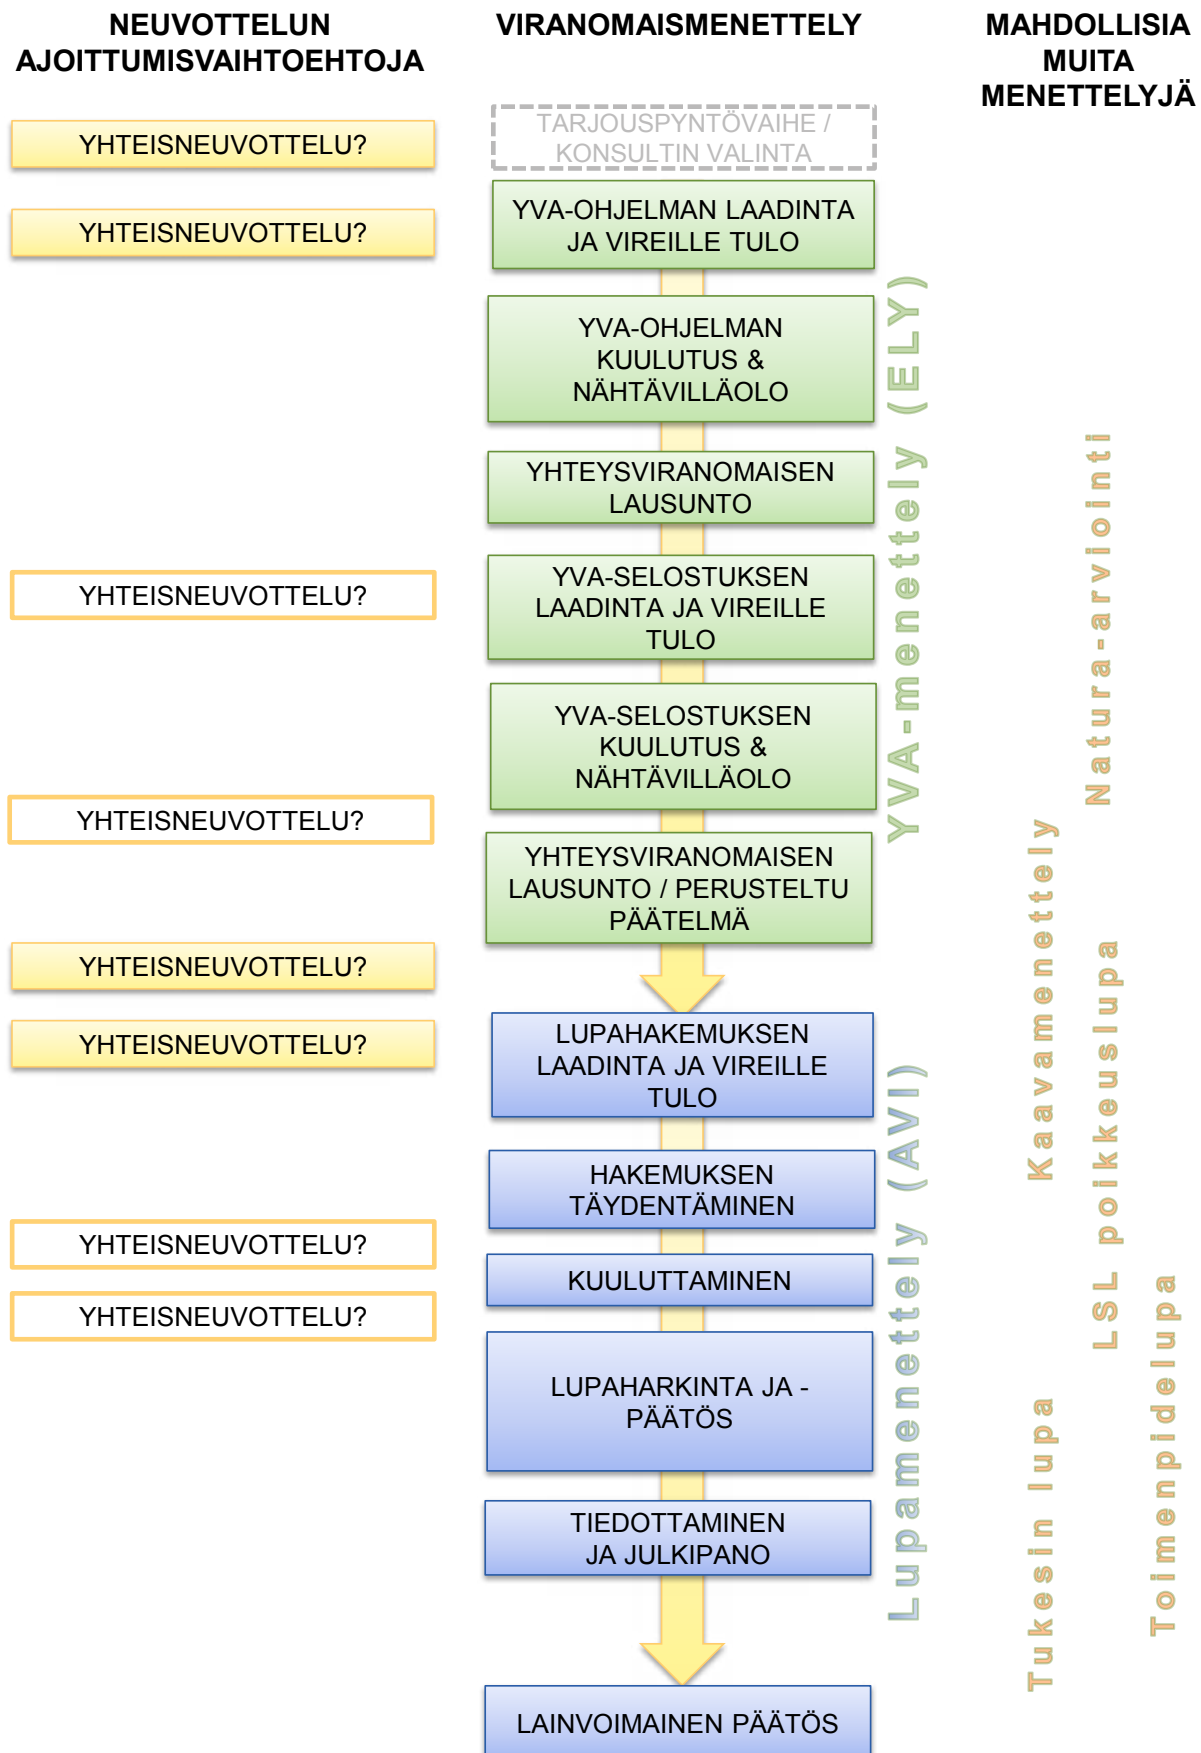 NEUVOTTELUN
AJOITTUMISVAIHTOEHTOJA
VIRANOMAISMENETTELY
MAHDOLLISIA
MUITA
MENETTELYJÄ
YHTEISNEUVOTTELU?
TARJOUSPYNTÖVAIHE /
KONSULTIN VALINTA
YHTEISNEUVOTTELU?
YVA-OHJELMAN LAADINTA
JA VIREILLE TULO
YVA-OHJELMAN
KUULUTUS &
NÄHTÄVILLÄOLO
YHTEYSVIRANOMAISEN
LAUSUNTO
YHTEISNEUVOTTELU?
YVA-SELOSTUKSEN
LAADINTA JA VIREILLE
TULO
YVA-SELOSTUKSEN
KUULUTUS &
NÄHTÄVILLÄOLO
YHTEISNEUVOTTELU?
YHTEYSVIRANOMAISEN
LAUSUNTO / PERUSTELTU
PÄÄTELMÄ
YHTEISNEUVOTTELU?
YHTEISNEUVOTTELU?
LUPAHAKEMUKSEN
LAADINTA JA VIREILLE
TULO
HAKEMUKSEN
TÄYDENTÄMINEN
YHTEISNEUVOTTELU?
KUULUTTAMINEN
YHTEISNEUVOTTELU?
LUPAHARKINTA JA -
PÄÄTÖS
TIEDOTTAMINEN
JA JULKIPANO
LAINVOIMAINEN PÄÄTÖS
YVA-menettely (ELY)
Lupamenettely (AVI)
Natura-arviointi
Kaavamenettely
LSL poikkeuslupa
Tukesin lupa
Toimenpidelupa